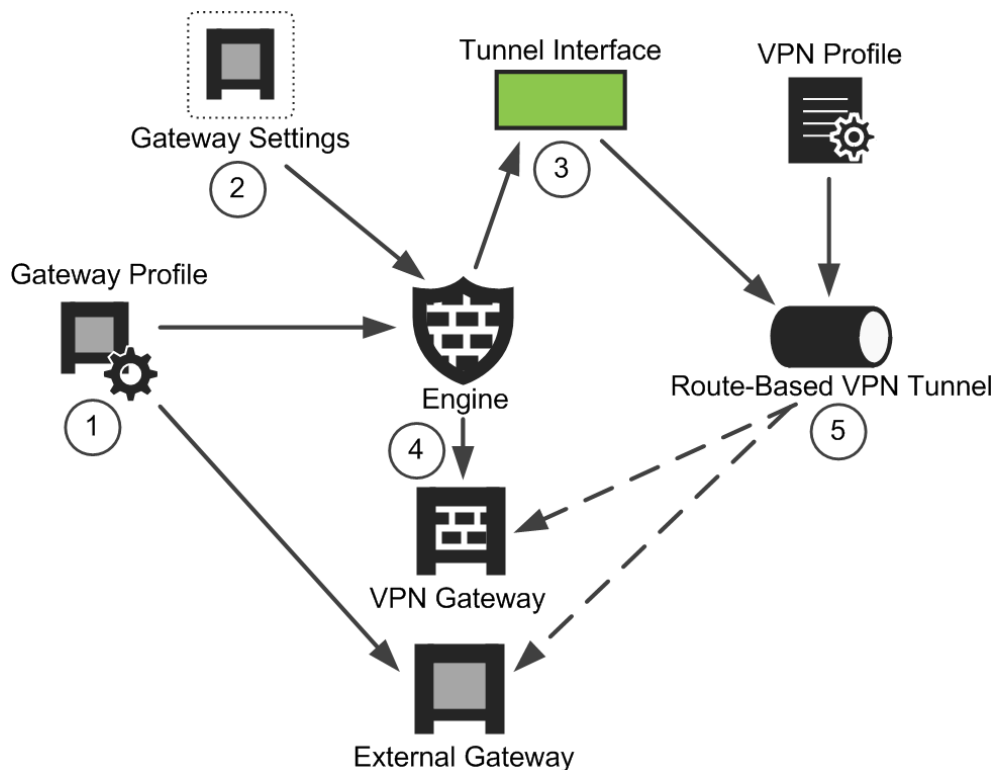 Tunnel Interface
VPN Profile
Gateway Settings
2
3
Gateway Profile
Engine
Route-Based VPN Tunnel
1
4
5
VPN Gateway
External Gateway